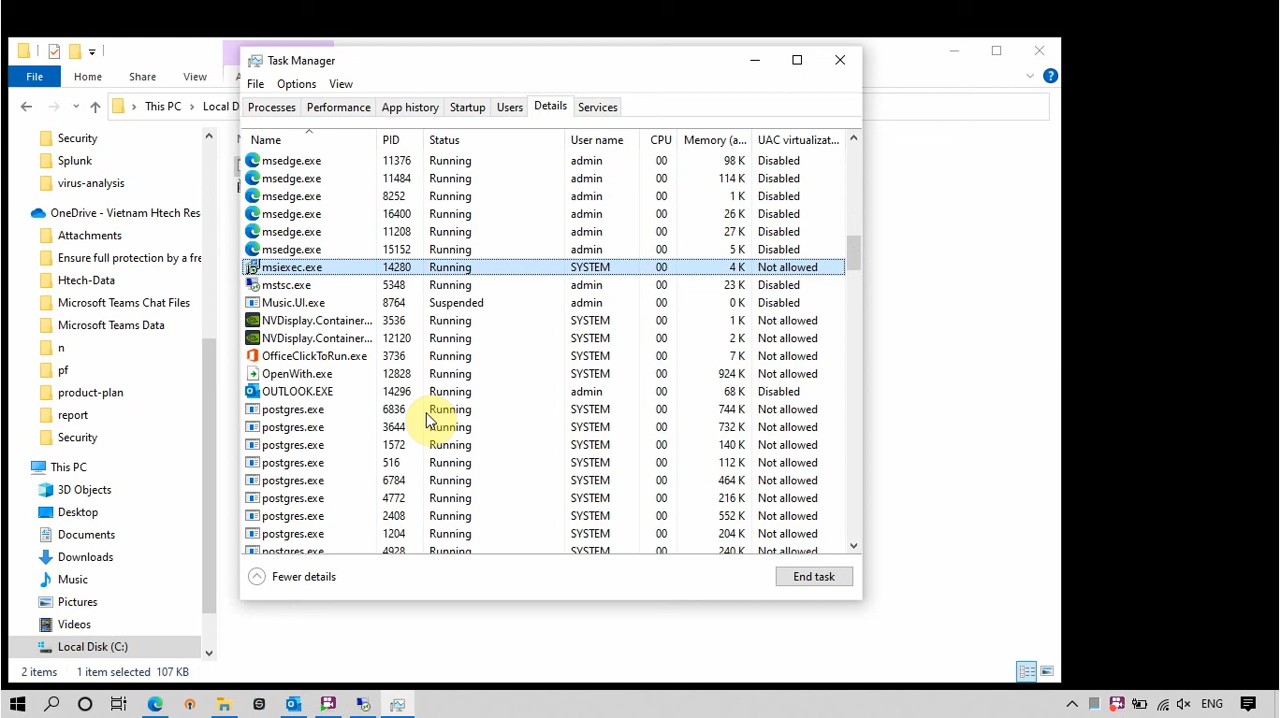 Task Manager
File Options View
Processes Performance App history Startup Users Details Services
Name PID Status User name CPU Memory (a... UAC virtualizat...
msedge.exe 11376 Running admin 00 98 K Disabled
msedge.exe 11484 Running admin 00 114 K Disabled
msedge.exe 8252 Running admin 00 1 K Disabled
msedge.exe 16400 Running admin 00 26 K Disabled
msedge.exe 11208 Running admin 00 27 K Disabled
msedge.exe 15152 Running admin 00 5 K Disabled
msiexec.exe 14280 Running SYSTEM 00 4 K Not allowed
mstsc.exe 5348 Running admin 00 23 K Disabled
Music.UI.exe 8764 Suspended admin 00 0 K Disabled
NVDisplay.Container... 3536 Running SYSTEM 00 1 K Not allowed
NVDisplay.Container... 12120 Running SYSTEM 00 2 K Not allowed
OfficeClickToRun.exe 3736 Running SYSTEM 00 7 K Not allowed
OpenWith.exe 12828 Running SYSTEM 00 924 K Not allowed
OUTLOOK.EXE 14296 Running admin 00 68 K Disabled
postgres.exe 6836 Running SYSTEM 00 744 K Not allowed
postgres.exe 3644 Running SYSTEM 00 732 K Not allowed
postgres.exe 1572 Running SYSTEM 00 140 K Not allowed
postgres.exe 516 Running SYSTEM 00 112 K Not allowed
postgres.exe 6784 Running SYSTEM 00 464 K Not allowed
postgres.exe 4772 Running SYSTEM 00 216 K Not allowed
postgres.exe 2408 Running SYSTEM 00 552 K Not allowed
postgres.exe 1204 Running SYSTEM 00 204 K Not allowed
postgres.exe 4928 Running SYSTEM 00 240 K Not allowed
Fewer details End task
File Home Share View
This PC Local D
Security
Splunk
virus-analysis
OneDrive - Vietnam Htech Res
Attachments
Ensure full protection by a fre
Htech-Data
Microsoft Teams Chat Files
Microsoft Teams Data
n
pf
product-plan
report
Security
This PC
3D Objects
Desktop
Documents
Downloads
Music
Pictures
Videos
Local Disk (C:)
2 items 1 item selected 107 KB
ENG